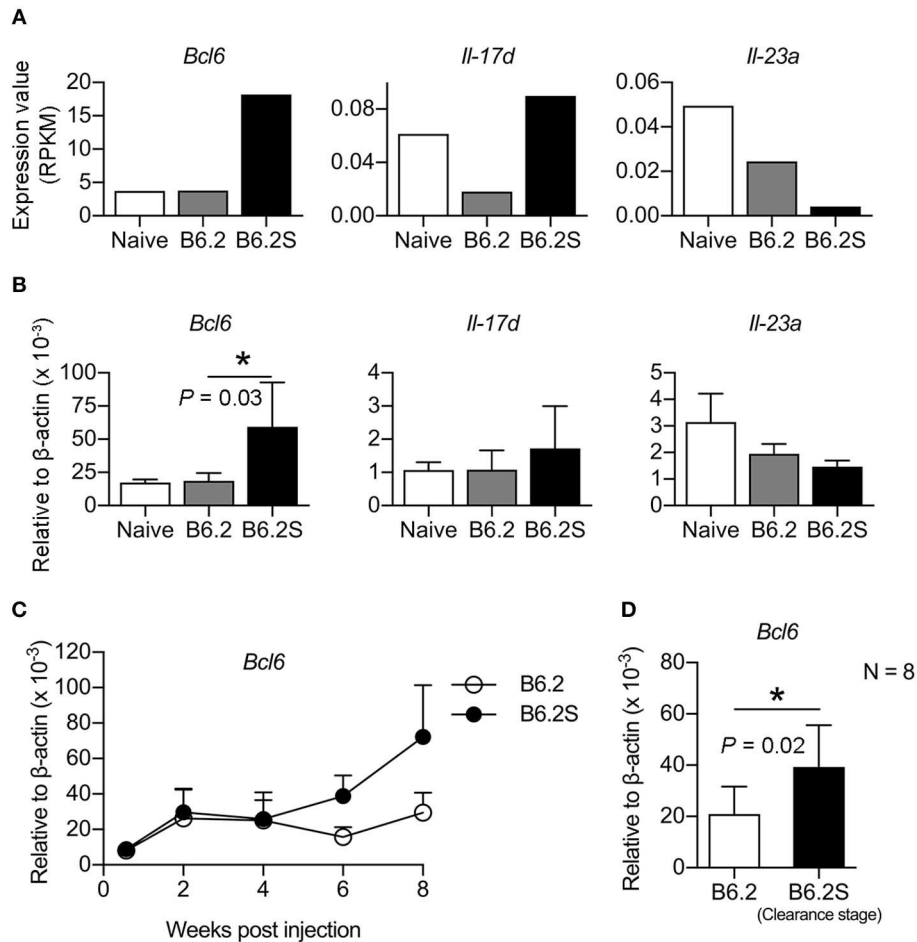 A
Bcl6
Il-17d
Il-23a
Expression value
(RPKM)
20
15
10
5
0
0.08
0.04
0.00
0.06
0.04
0.02
0.00
Naive B6.2 B6.2S
Naive B6.2 B6.2S
Naive B6.2 B6.2S
B
Bcl6
Il-17d
Il-23a
Relative to β-actin (x 10⁻³)
100
75
50
25
0
*
P = 0.03
4
3
2
1
0
5
4
3
2
1
0
Naive B6.2 B6.2S
Naive B6.2 B6.2S
Naive B6.2 B6.2S
C
Bcl6
Relative to β-actin (x 10⁻³)
120
100
80
60
40
20
0
0 2 4 6 8
Weeks post injection
B6.2
B6.2S
D
Bcl6
Relative to β-actin (x 10⁻³)
80
60
40
20
0
N = 8
*
P = 0.02
B6.2 B6.2S
(Clearance stage)